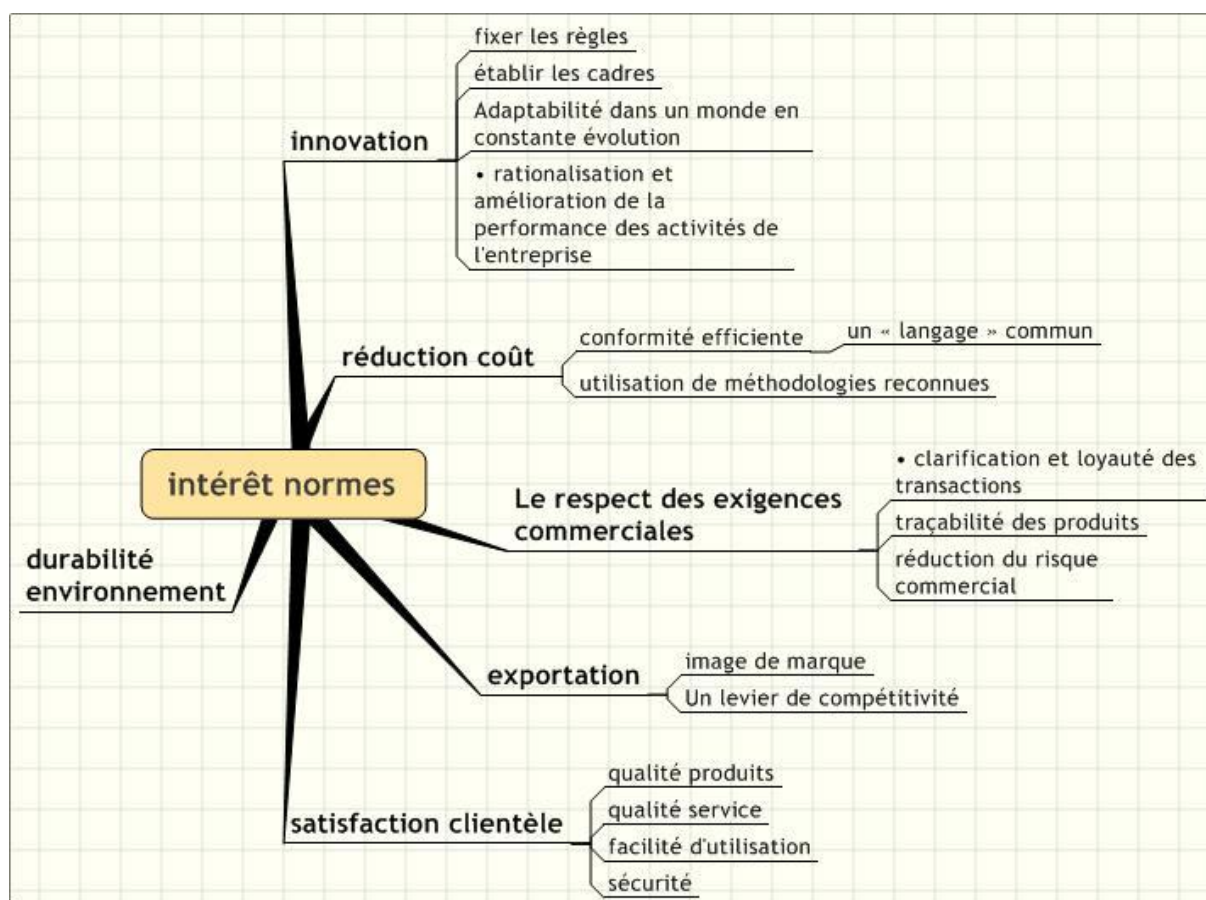 fixer les règles
établir les cadres
Adaptabilité dans un monde en
constante évolution
innovation
• rationalisation et
amélioration de la
performance des activités de
l'entreprise
réduction coût
conformité efficiente
un « langage » commun
utilisation de méthodologies reconnues
intérêt normes
Le respect des exigences
commerciales
• clarification et loyauté des
transactions
traçabilité des produits
réduction du risque
commercial
durabilité
environnement
exportation
image de marque
Un levier de compétitivité
satisfaction clientèle
qualité produits
qualité service
facilité d'utilisation
sécurité